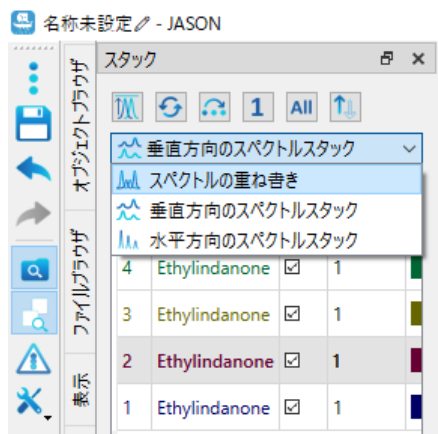 名称未設定 - JASON
スタック
1 All
垂直方向のスペクトルスタック
スペクトルの重ね書き
垂直方向のスペクトルスタック
水平方向のスペクトルスタック
4 Ethylindanone 1
3 Ethylindanone 1
2 Ethylindanone 1
1 Ethylindanone 1
オブジェクトブラウザ
ファイルブラウザ
表示